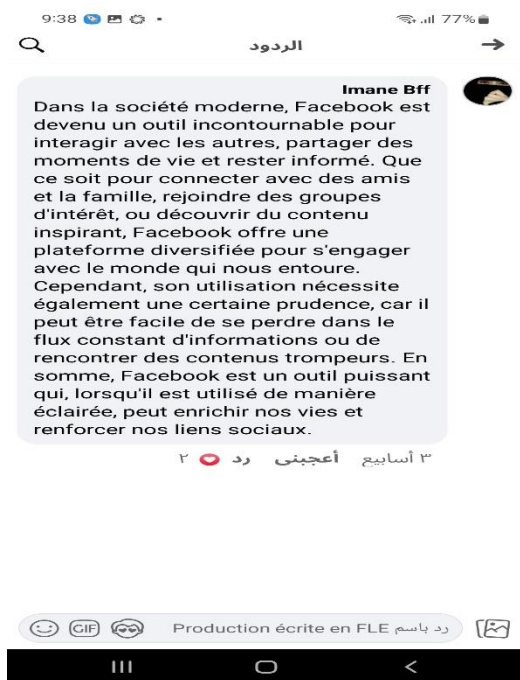 9:38 77%
الردود
Imane Bff
Dans la société moderne, Facebook est
devenu un outil incontournable pour
interagir avec les autres, partager des
moments de vie et rester informé. Que
ce soit pour connecter avec des amis
et la famille, rejoindre des groupes
d'intérêt, ou découvrir du contenu
inspirant, Facebook offre une
plateforme diversifiée pour s'engager
avec le monde qui nous entoure.
Cependant, son utilisation nécessite
également une certaine prudence, car il
peut être facile de se perdre dans le
flux constant d'informations ou de
rencontrer des contenus trompeurs. En
somme, Facebook est un outil puissant
qui, lorsqu'il est utilisé de manière
éclairée, peut enrichir nos vies et
renforcer nos liens sociaux.
٣ أسابيع أعجبني رد ٢
رد باسم Production écrite en FLE
GIF